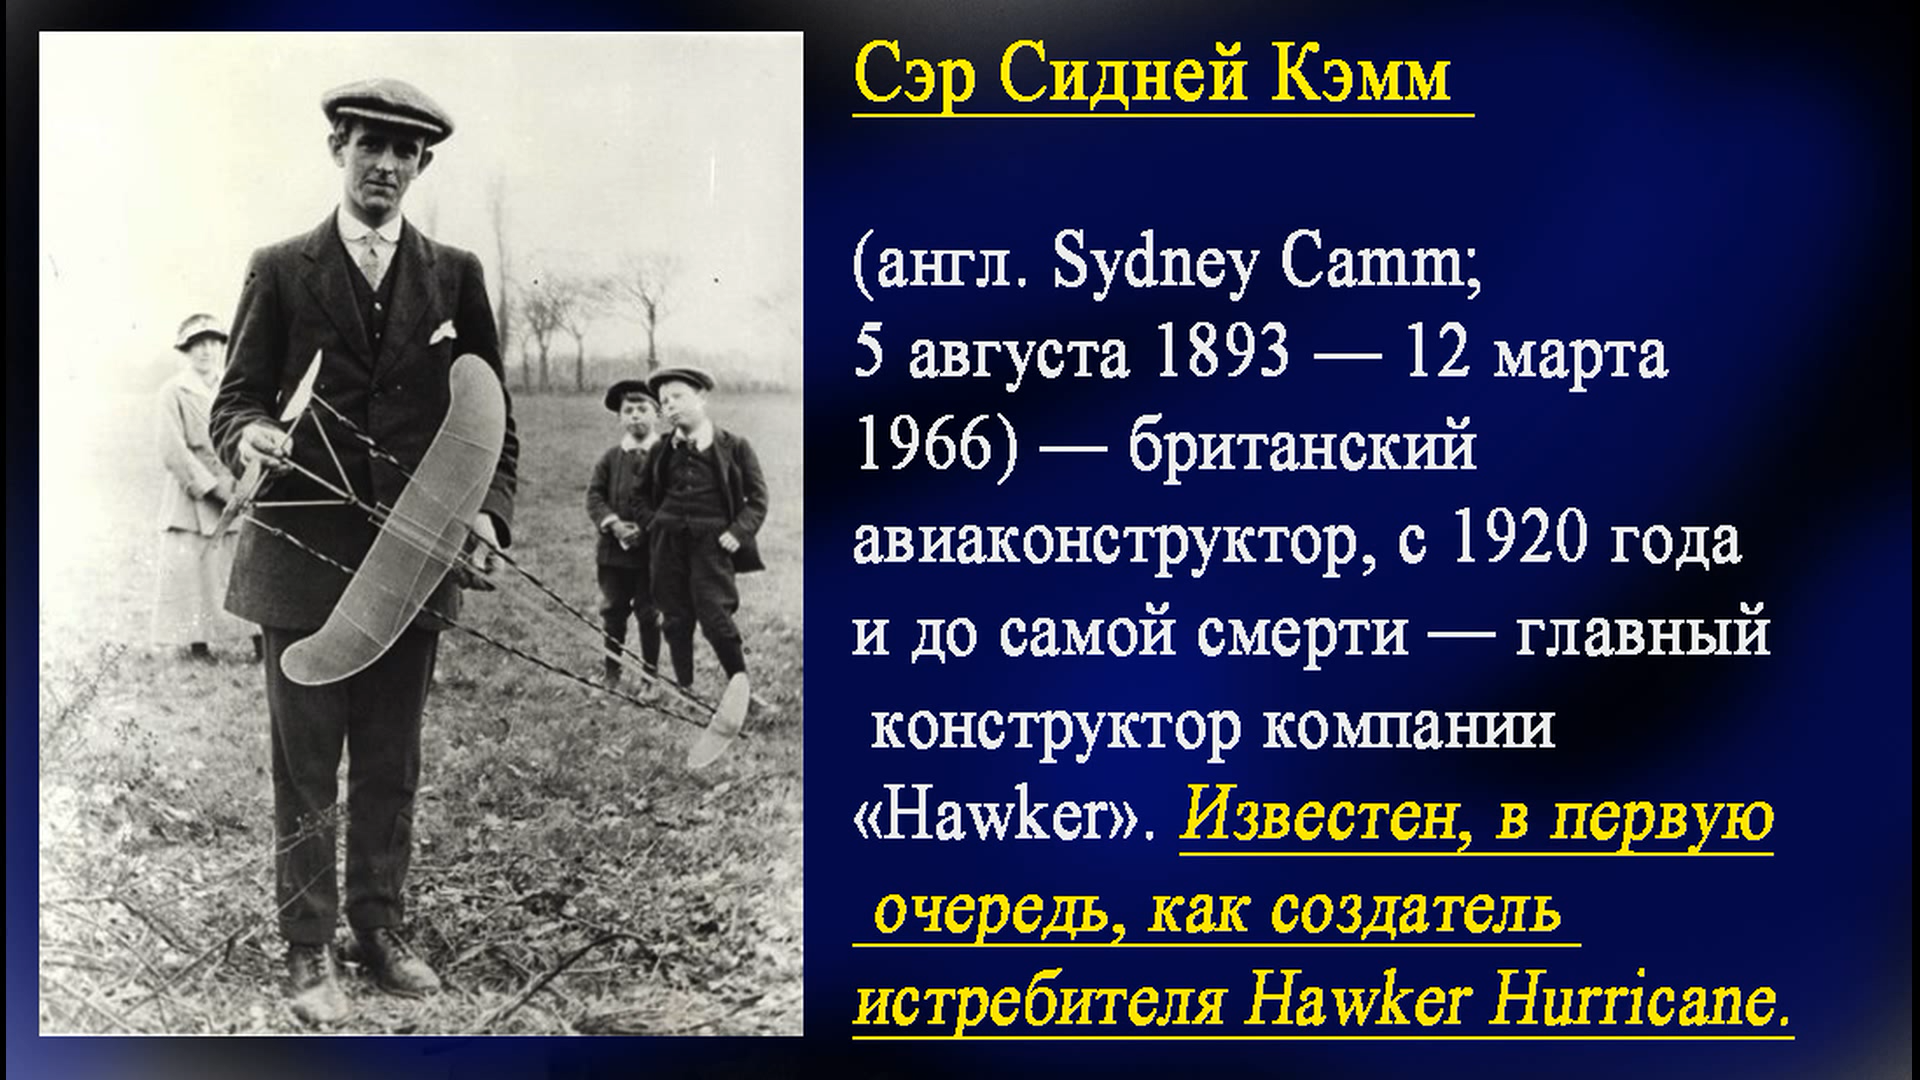 Сэр Сидней Кэмм
(англ. Sydney Camm;
5 августа 1893 — 12 марта
1966) — британский
авиаконструктор, с 1920 года
и до самой смерти — главный
конструктор компании
«Hawker». Известен, в первую
очередь, как создатель
истребителя Hawker Hurricane.